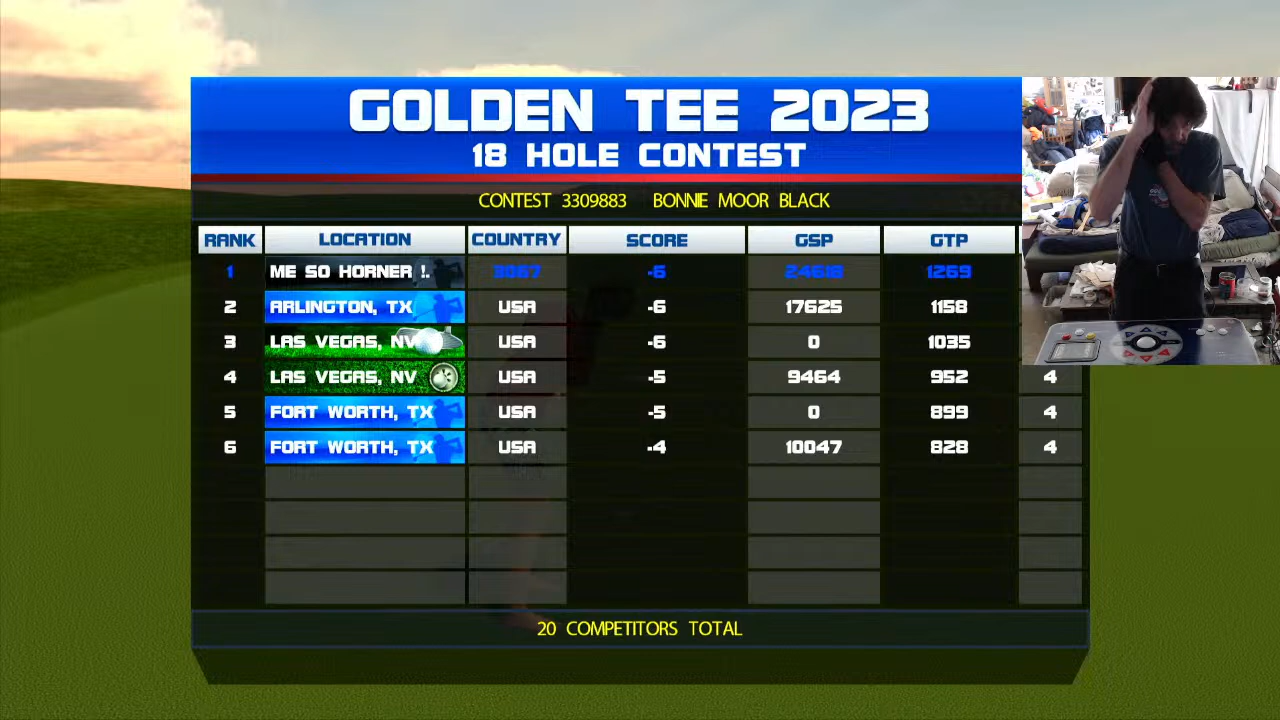 GOLDEN TEE 2023
18 HOLE CONTEST
CONTEST 3309883 BONNIE MOOR BLACK
RANK LOCATION COUNTRY SCORE GSP GTP
1 ME SO HORNER !. -6 1269
2 ARLINGTON, TX USA -6 17625 1158
3 LAS VEGAS, NV USA -6 0 1035
4 LAS VEGAS, NV USA -5 9464 952 4
5 FORT WORTH, TX USA -5 0 899 4
6 FORT WORTH, TX USA -4 10047 828 4
20 COMPETITORS TOTAL